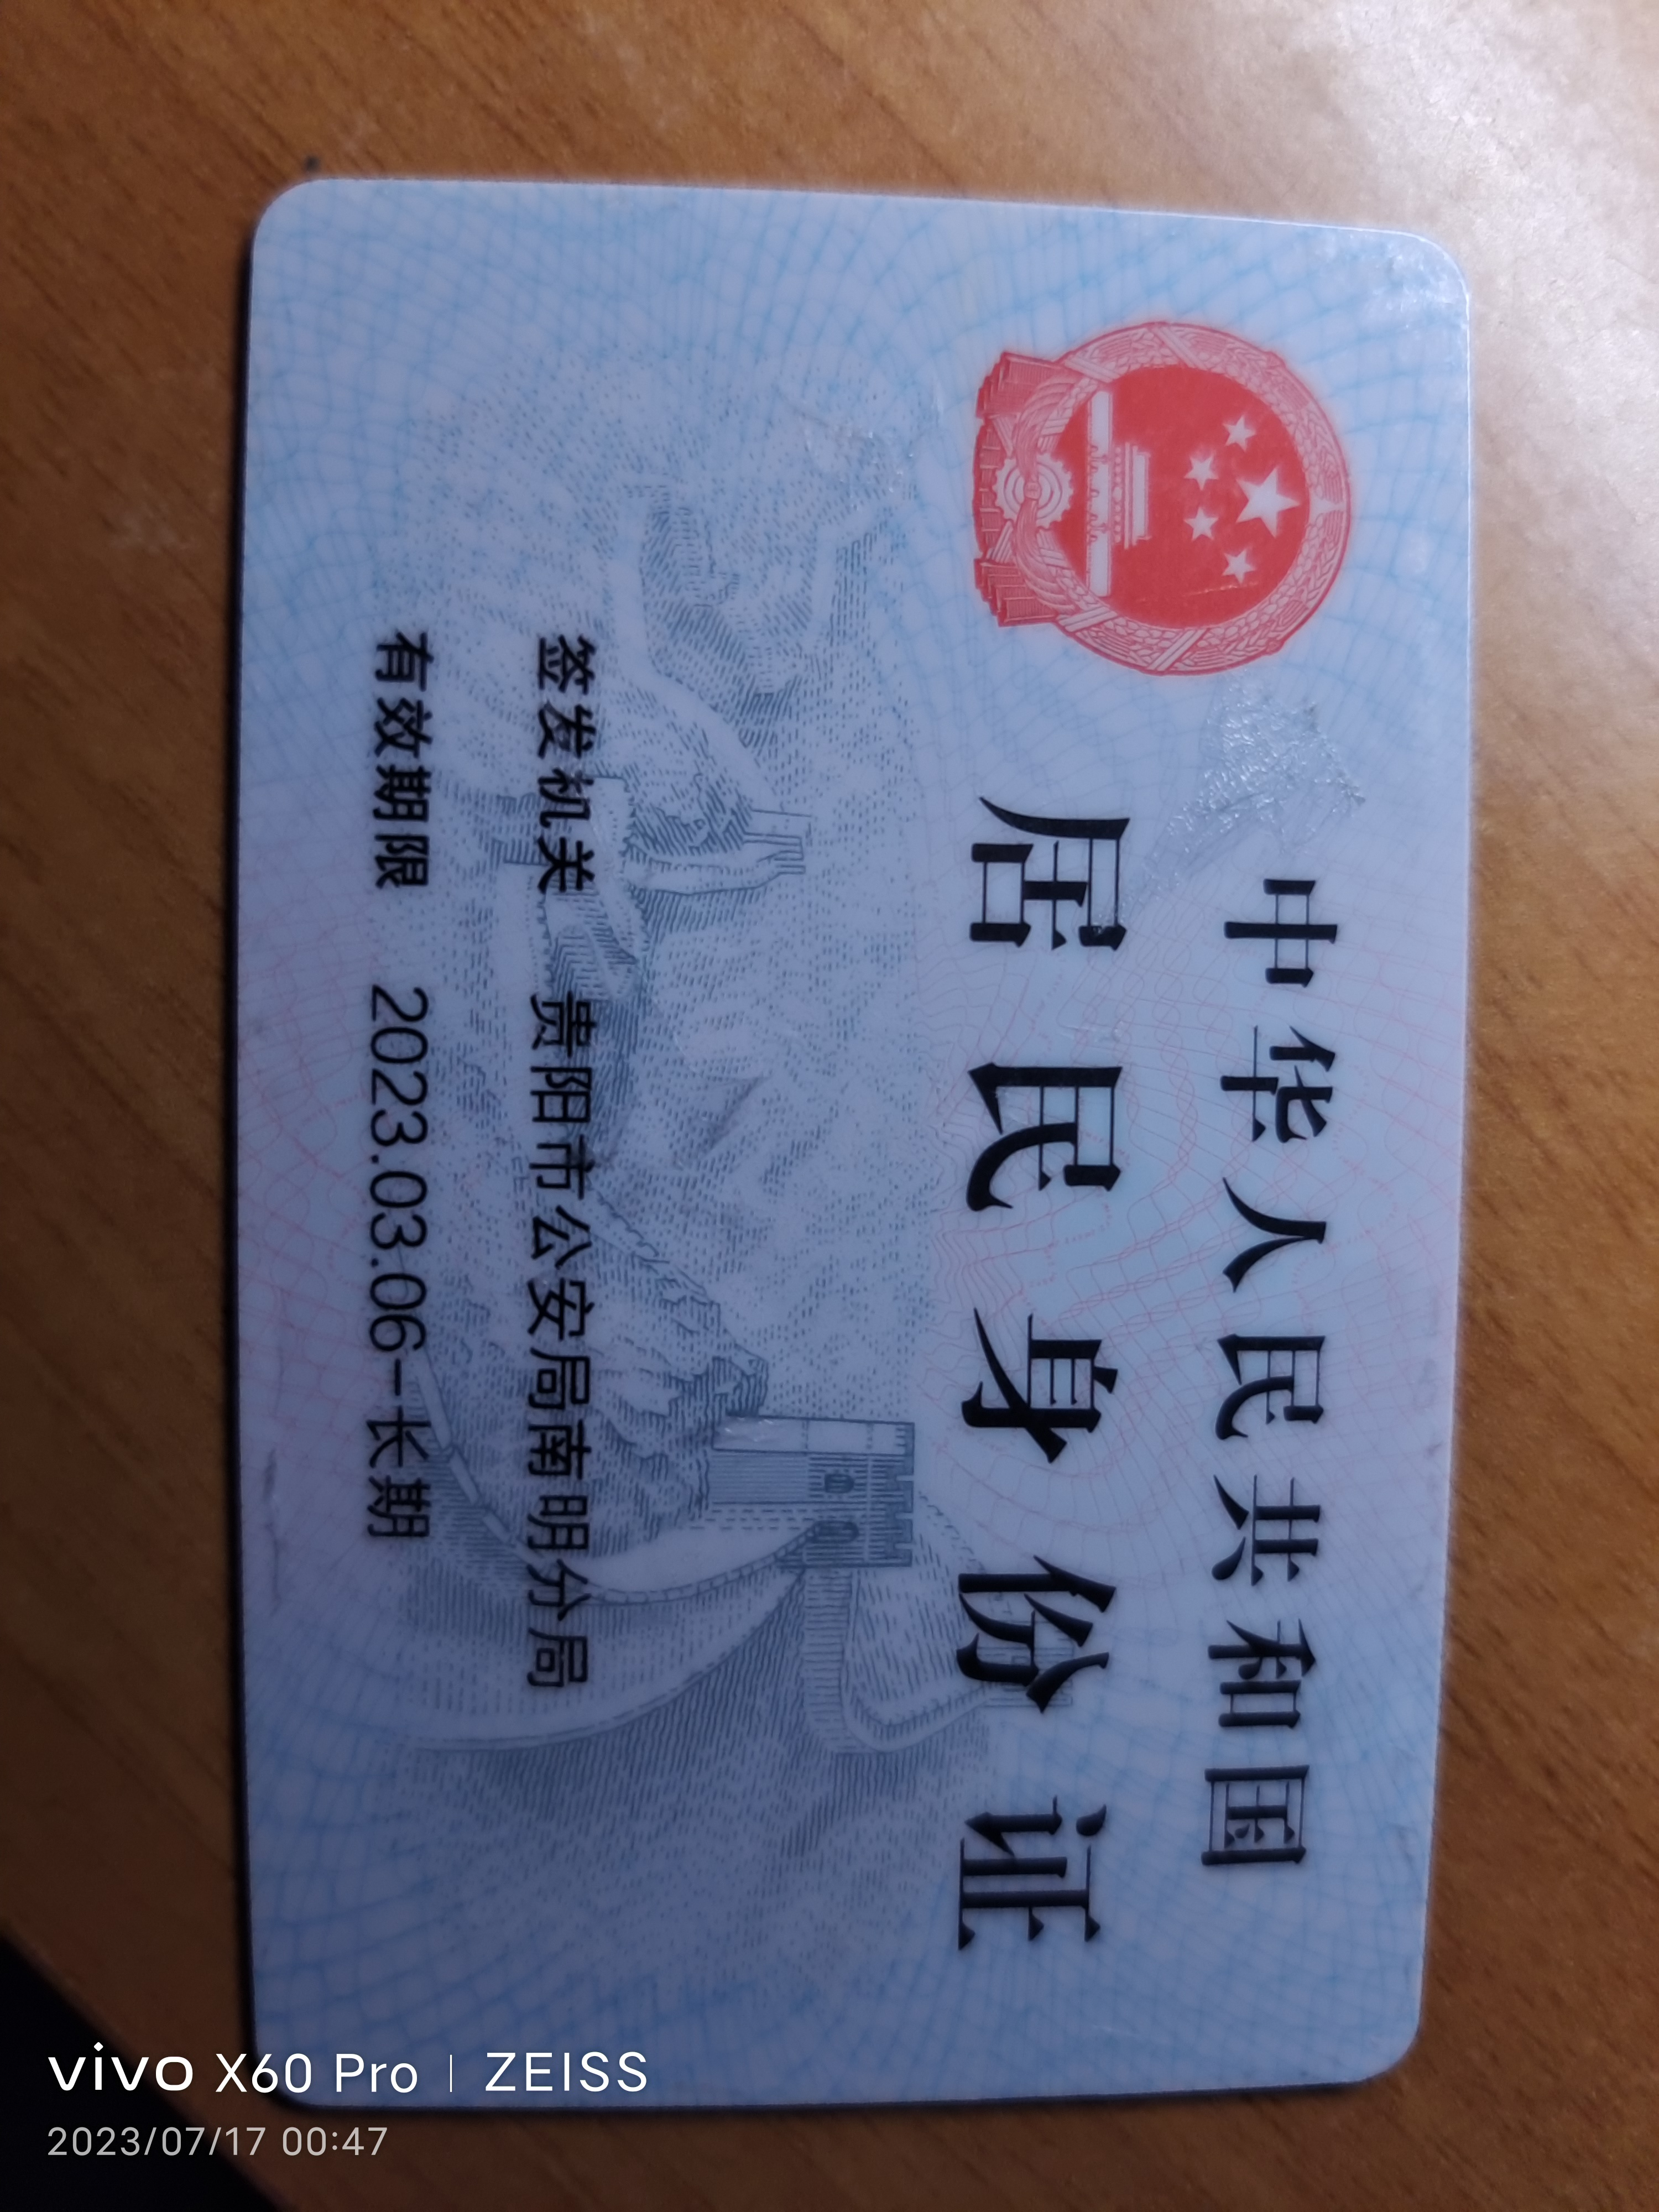 中华人民共和国
居民身份证
签发机关 贵阳市公安局南明分局
有效期限 2023.03.06-长期
vivo X60 Pro | ZEISS
2023/07/17 00:47